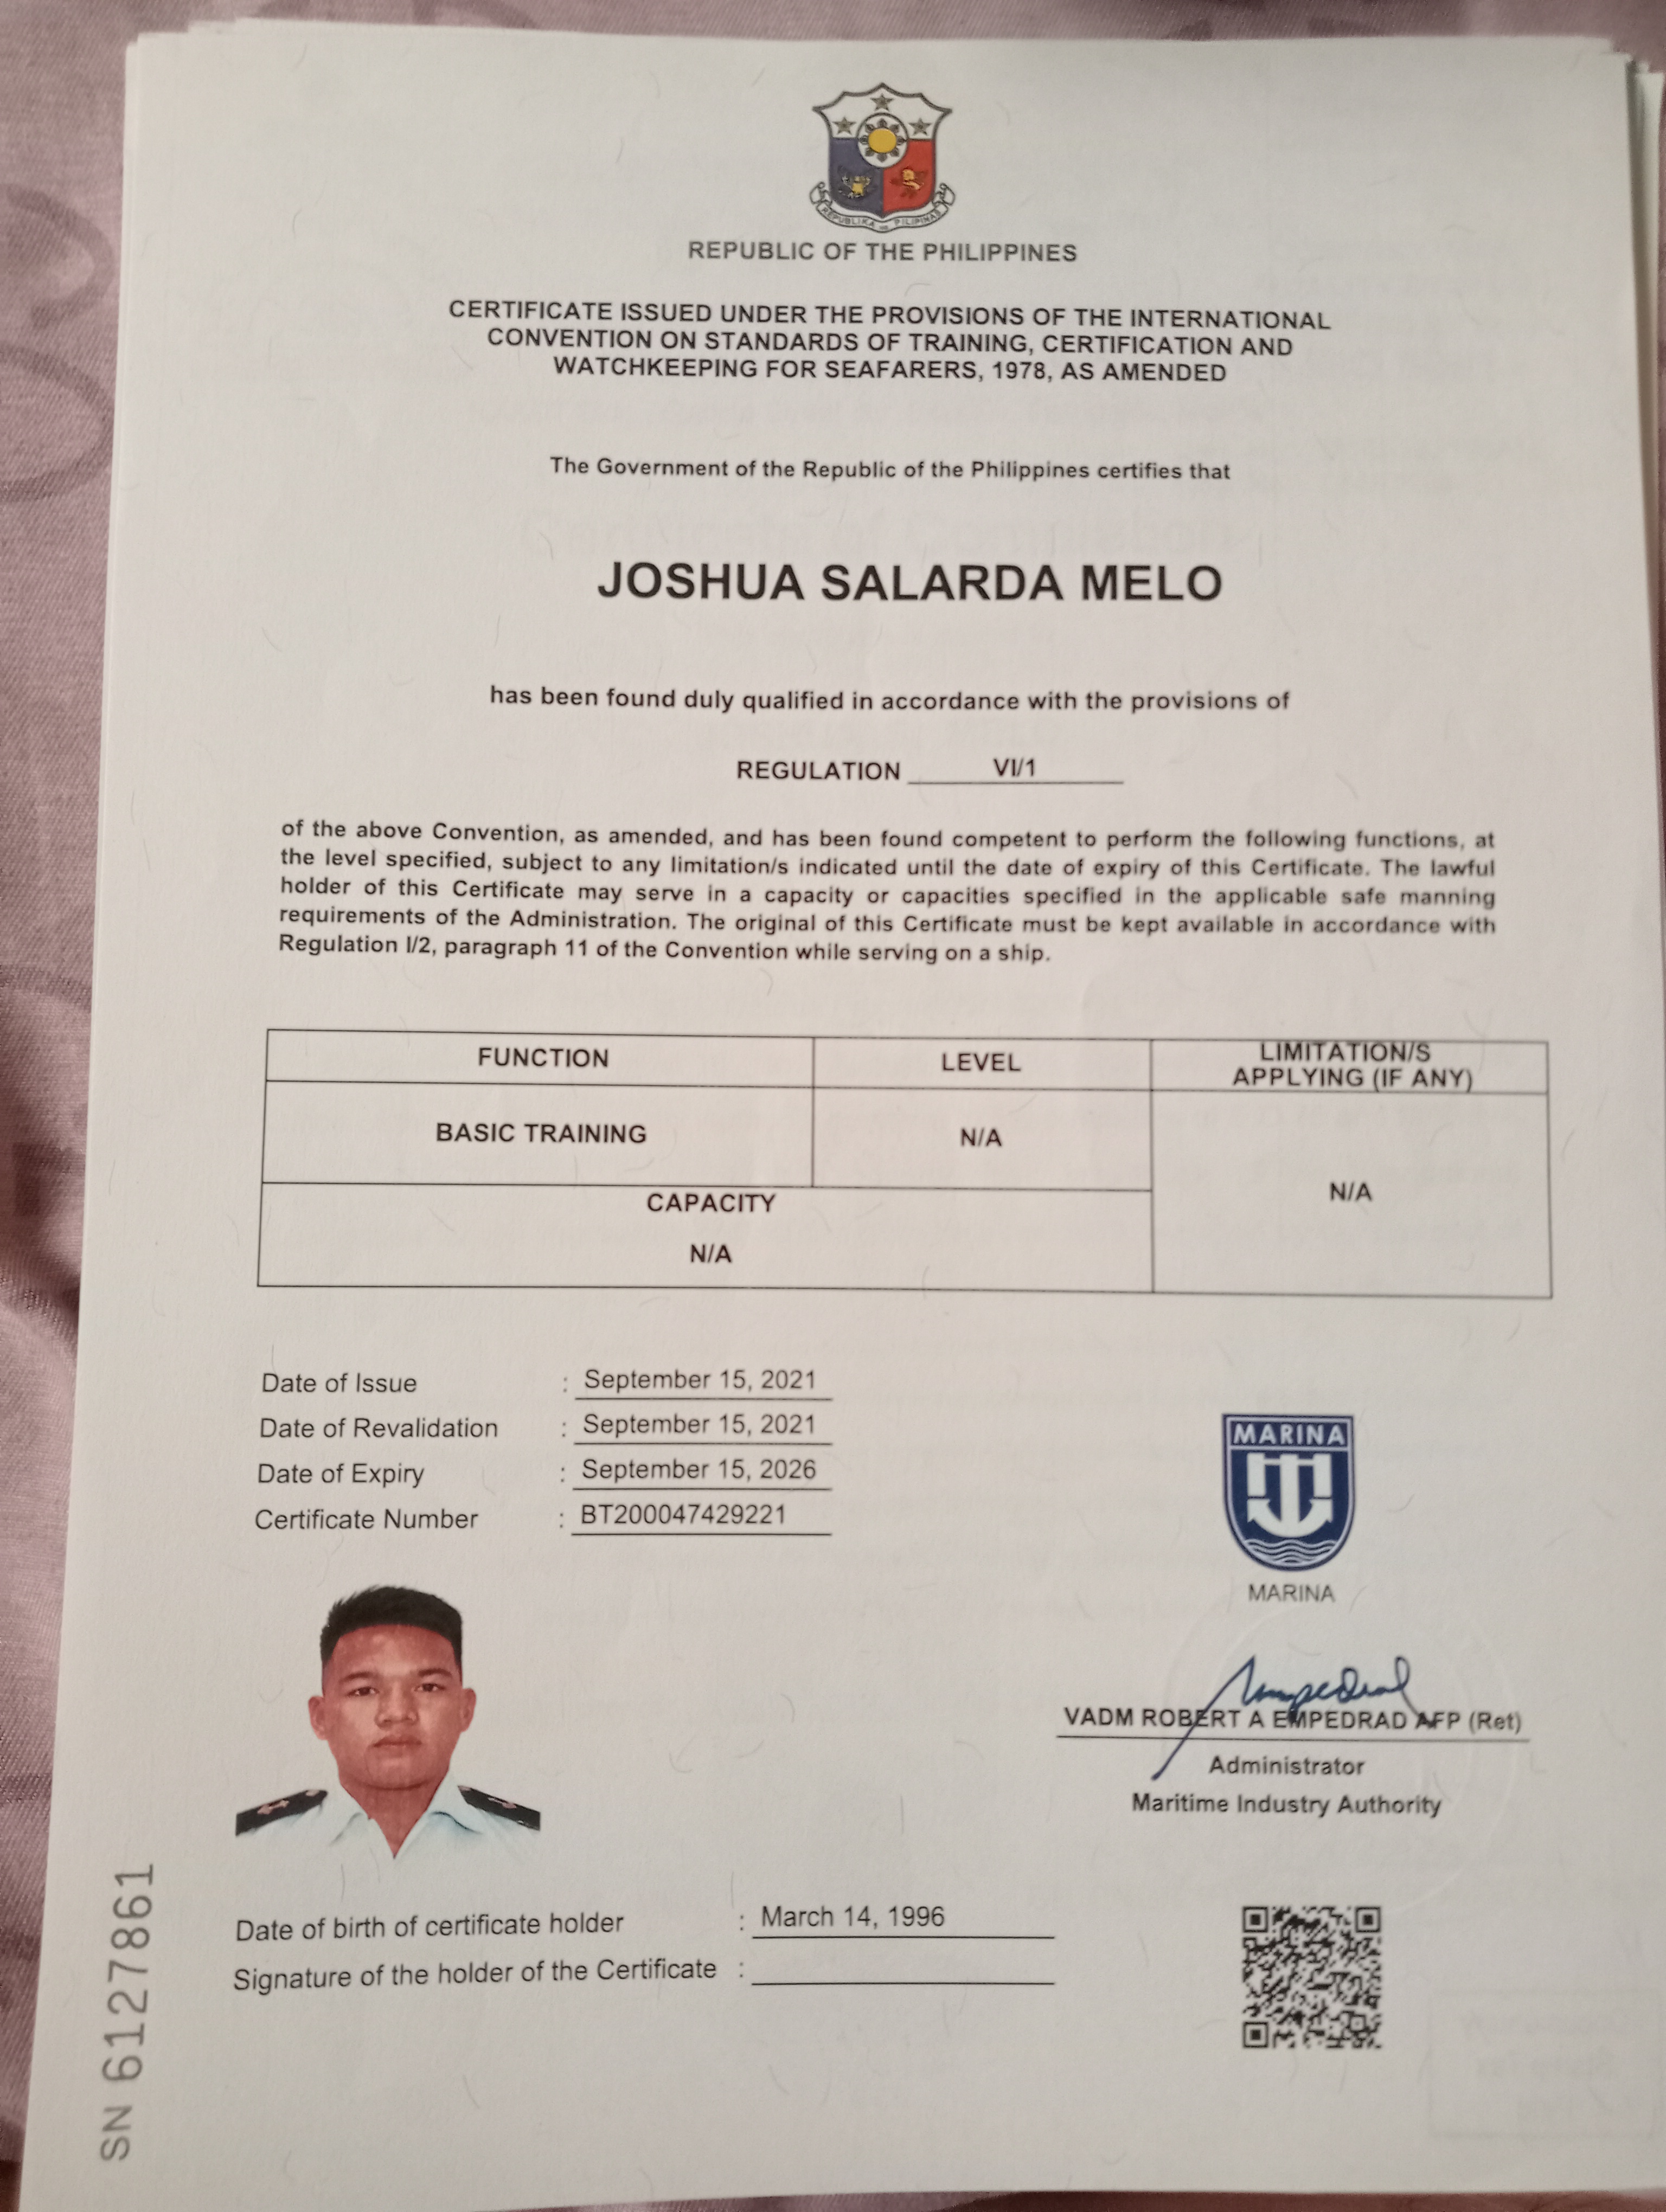 REPUBLIKA NG PILIPINAS
REPUBLIC OF THE PHILIPPINES
CERTIFICATE ISSUED UNDER THE PROVISIONS OF THE INTERNATIONAL
CONVENTION ON STANDARDS OF TRAINING, CERTIFICATION AND
WATCHKEEPING FOR SEAFARERS, 1978, AS AMENDED
The Government of the Republic of the Philippines certifies that
JOSHUA SALARDA MELO
has been found duly qualified in accordance with the provisions of
REGULATION VI/1
of the above Convention, as amended, and has been found competent to perform the following functions, at
the level specified, subject to any limitation/s indicated until the date of expiry of this Certificate. The lawful
holder of this Certificate may serve in a capacity or capacities specified in the applicable safe manning
requirements of the Administration. The original of this Certificate must be kept available in accordance with
Regulation I/2, paragraph 11 of the Convention while serving on a ship.
FUNCTION LEVEL LIMITATION/S
APPLYING (IF ANY)
BASIC TRAINING N/A
N/A
CAPACITY
N/A
Date of Issue : September 15, 2021
Date of Revalidation : September 15, 2021
Date of Expiry : September 15, 2026
Certificate Number : BT200047429221
MARINA
MARINA
VADM ROBERT A EMPEDRAD AFP (Ret)
Administrator
Maritime Industry Authority
Date of birth of certificate holder : March 14, 1996
Signature of the holder of the Certificate :
SN 6127861